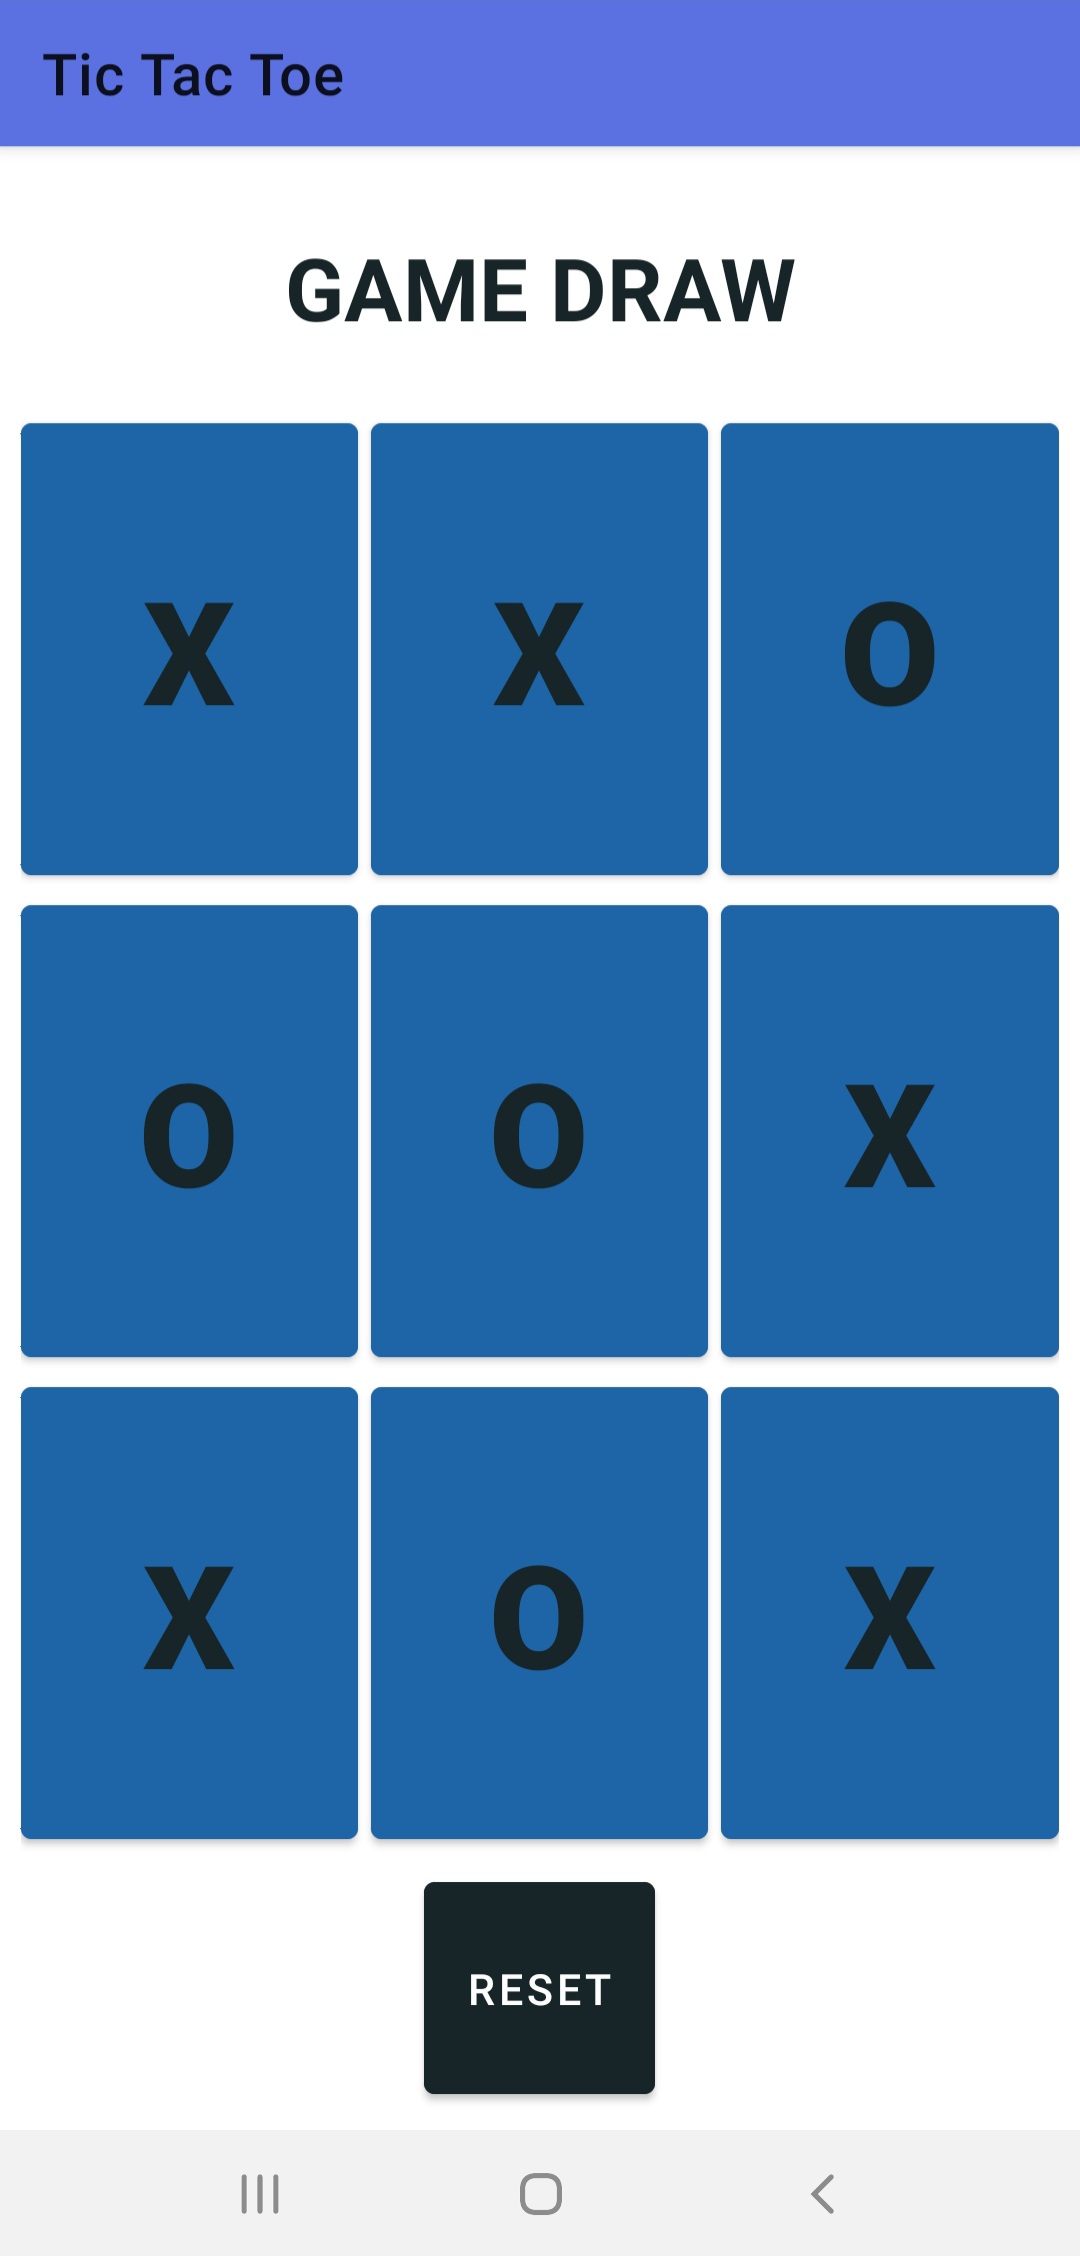 Tic Tac Toe
GAME DRAW
X X O
O O X
X O X
RESET